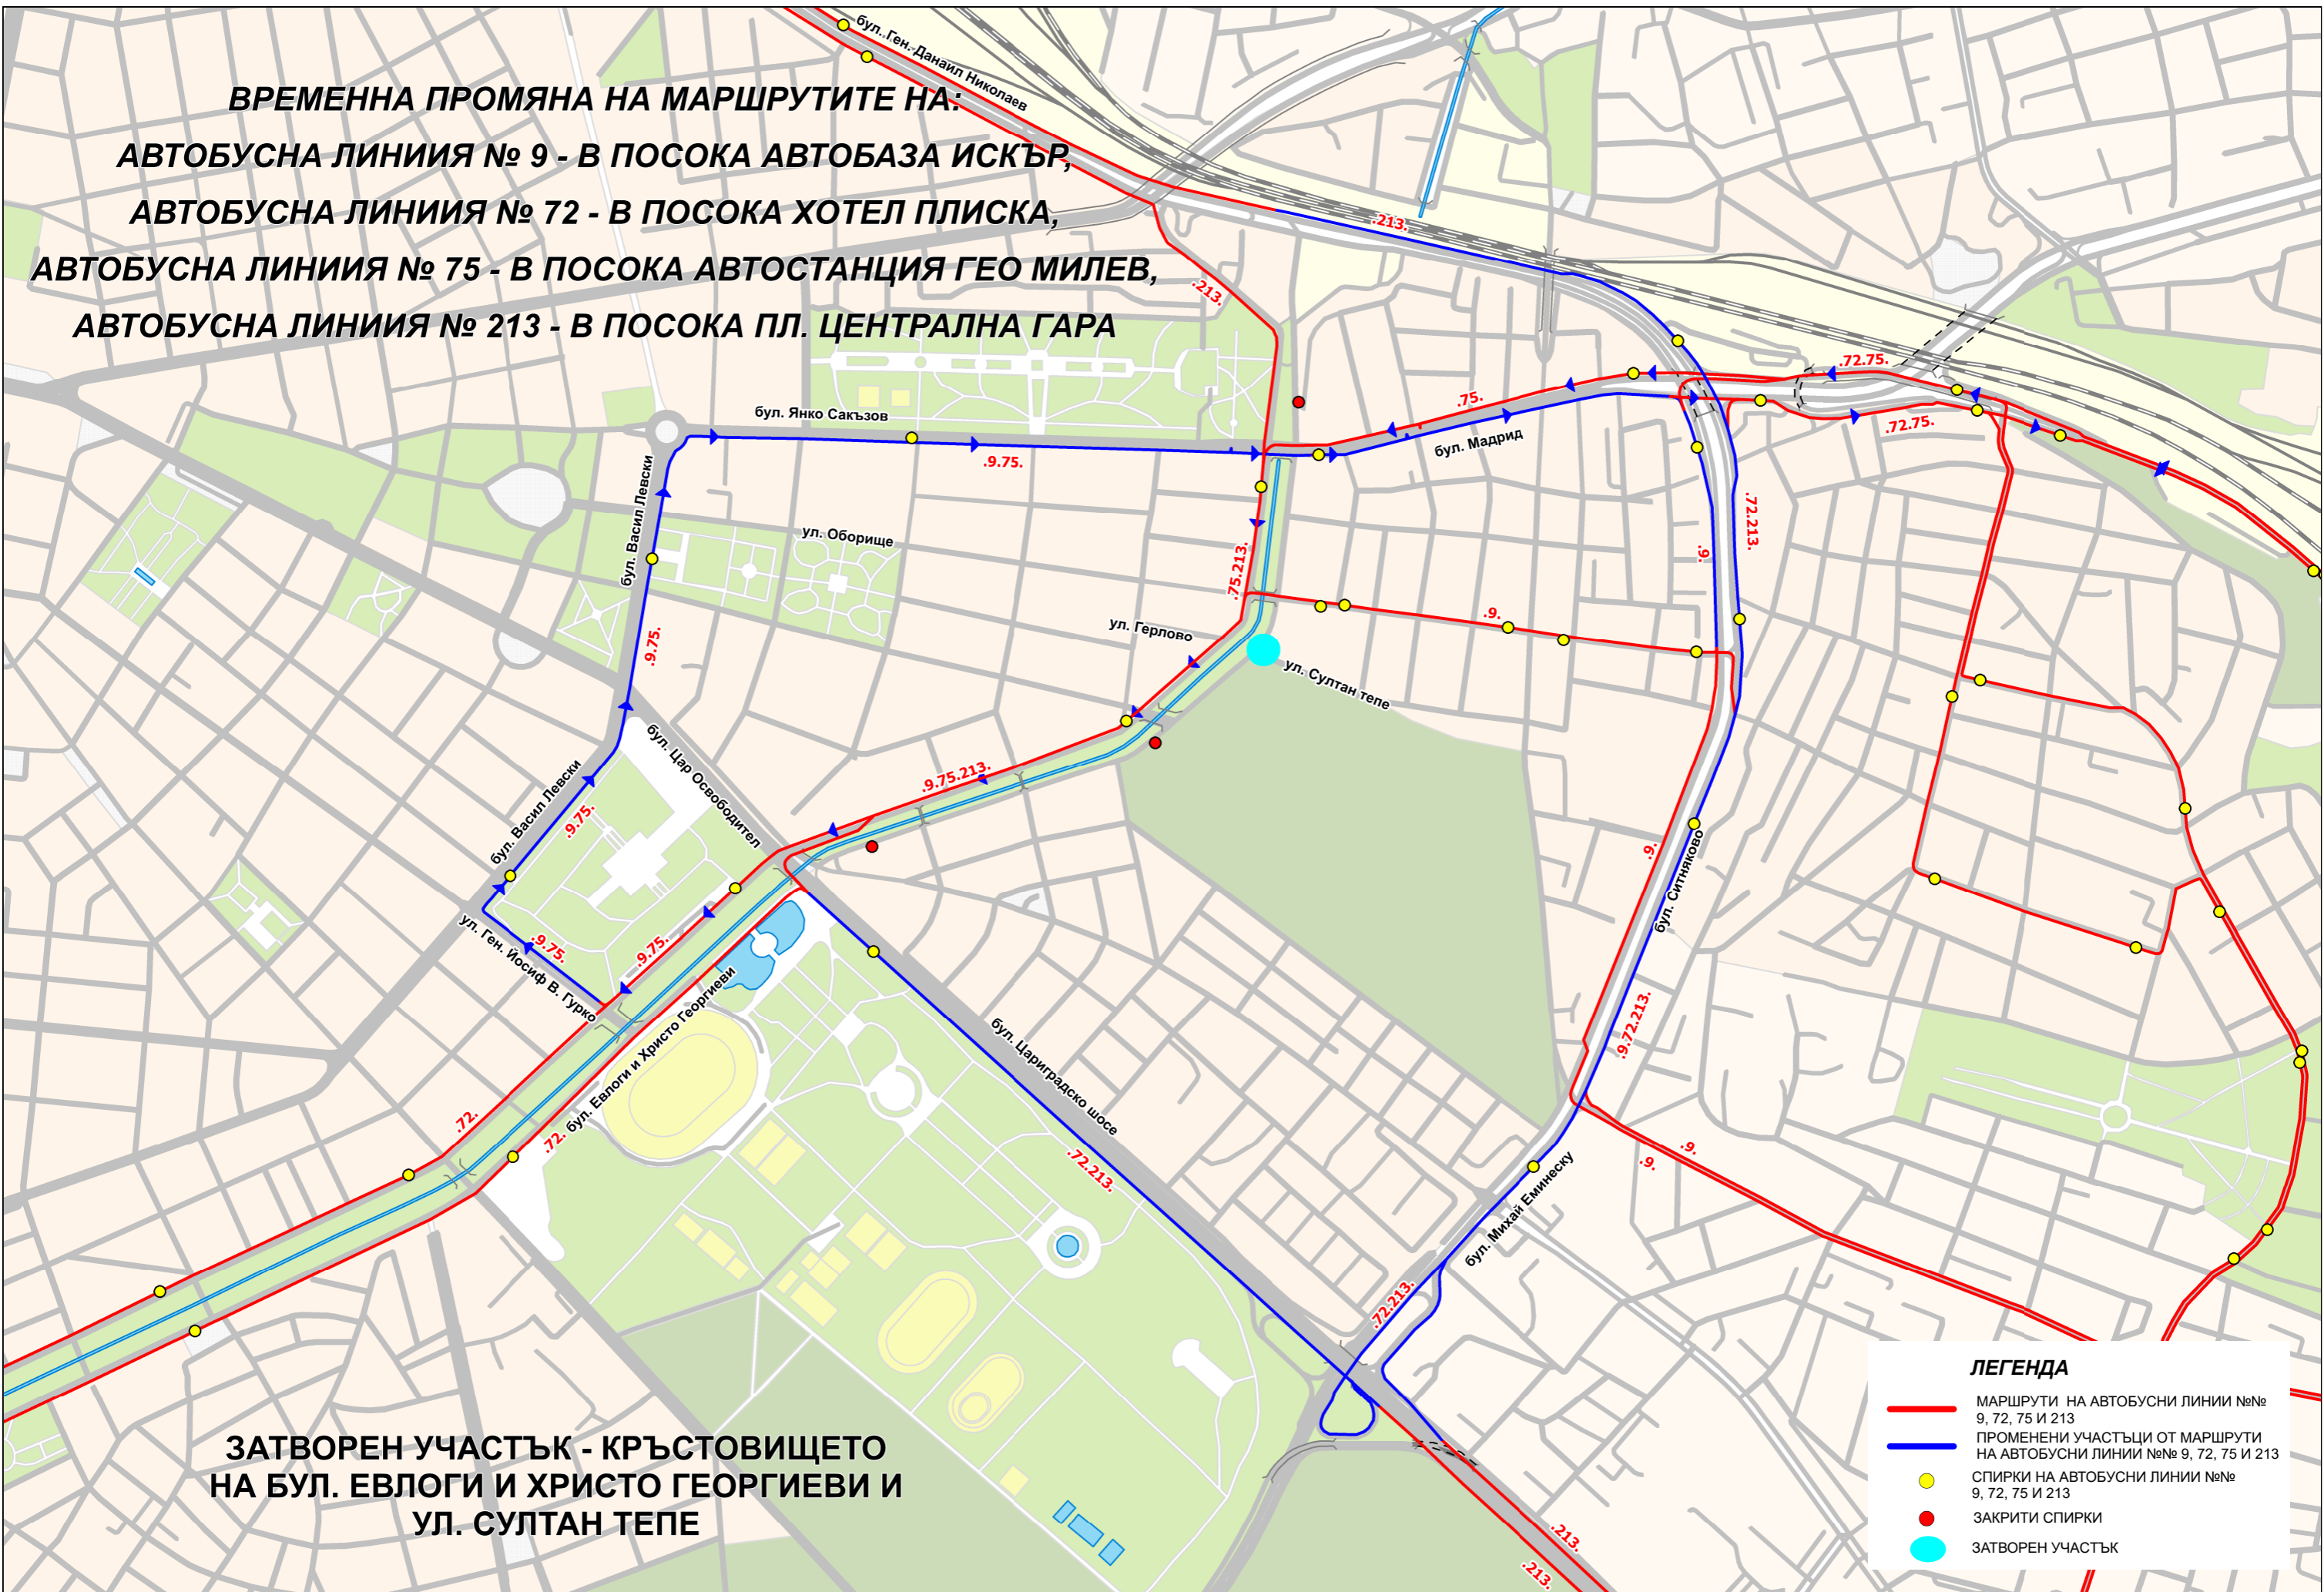 ВРЕМЕННА ПРОМЯНА НА МАРШРУТИТЕ НА:
АВТОБУСНА ЛИНИИЯ № 9 - В ПОСОКА АВТОБАЗА ИСКЪР,
АВТОБУСНА ЛИНИИЯ № 72 - В ПОСОКА ХОТЕЛ ПЛИСКА,
АВТОБУСНА ЛИНИИЯ № 75 - В ПОСОКА АВТОСТАНЦИЯ ГЕО МИЛЕВ,
АВТОБУСНА ЛИНИИЯ № 213 - В ПОСОКА ПЛ. ЦЕНТРАЛНА ГАРА
бул. Ген. Данаил Николаев
.213.
.213.
.72.75.
.72.75.
.75.
бул. Янко Сакъзов
бул. Мадрид
.9.75.
бул. Васил Левски
ул. Оборище
.75.213.
.9.
.72.213.
.9.
ул. Герлово
.9.75.
ул. Султан тепе
бул. Цар Освободител
.9.75.213.
бул. Васил Левски
.9.75.
.9.
бул. Ситняково
ул. Ген. Йосиф В. Гурко
.9.75.
.9.75.
бул. Евлоги и Христо Георгиеви
.72.
.72.
бул. Цариградско шосе
.72.213.
.9.72.213.
.9.
.9.
бул. Михай Еминеску
.72.213.
.213.
.213.
ЗАТВОРЕН УЧАСТЪК - КРЪСТОВИЩЕТО
НА БУЛ. ЕВЛОГИ И ХРИСТО ГЕОРГИЕВИ И
УЛ. СУЛТАН ТЕПЕ
ЛЕГЕНДА
МАРШРУТИ НА АВТОБУСНИ ЛИНИИ №№
9, 72, 75 И 213
ПРОМЕНЕНИ УЧАСТЪЦИ ОТ МАРШРУТИ
НА АВТОБУСНИ ЛИНИИ №№ 9, 72, 75 И 213
СПИРКИ НА АВТОБУСНИ ЛИНИИ №№
9, 72, 75 И 213
ЗАКРИТИ СПИРКИ
ЗАТВОРЕН УЧАСТЪК